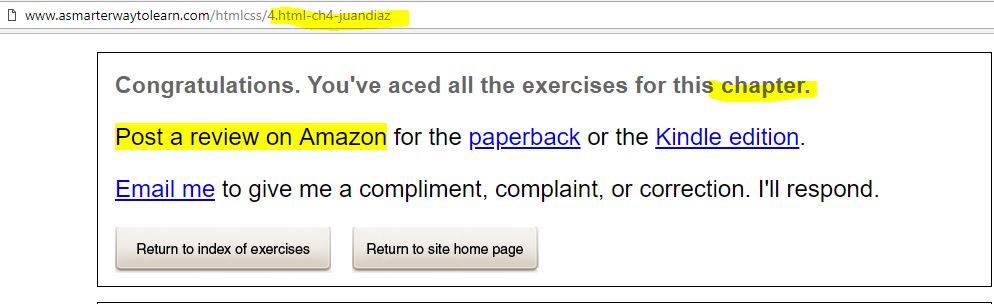 www.asmarterwaytolearn.com/htmlcss/4.html-ch4-juandiaz
Congratulations. You've aced all the exercises for this chapter.
Post a review on Amazon for the paperback or the Kindle edition.
Email me to give me a compliment, complaint, or correction. I'll respond.
Return to index of exercises Return to site home page